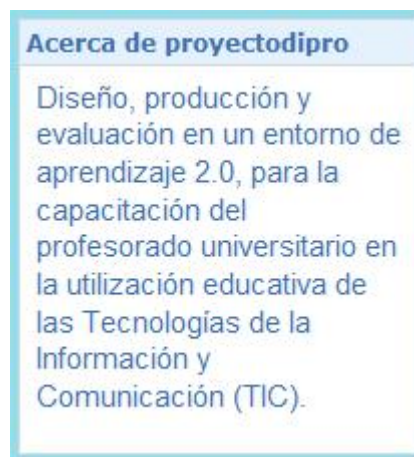 Acerca de proyectodipro
Diseño, producción y
evaluación en un entorno de
aprendizaje 2.0, para la
capacitación del
profesorado universitario en
la utilización educativa de
las Tecnologías de la
Información y
Comunicación (TIC).